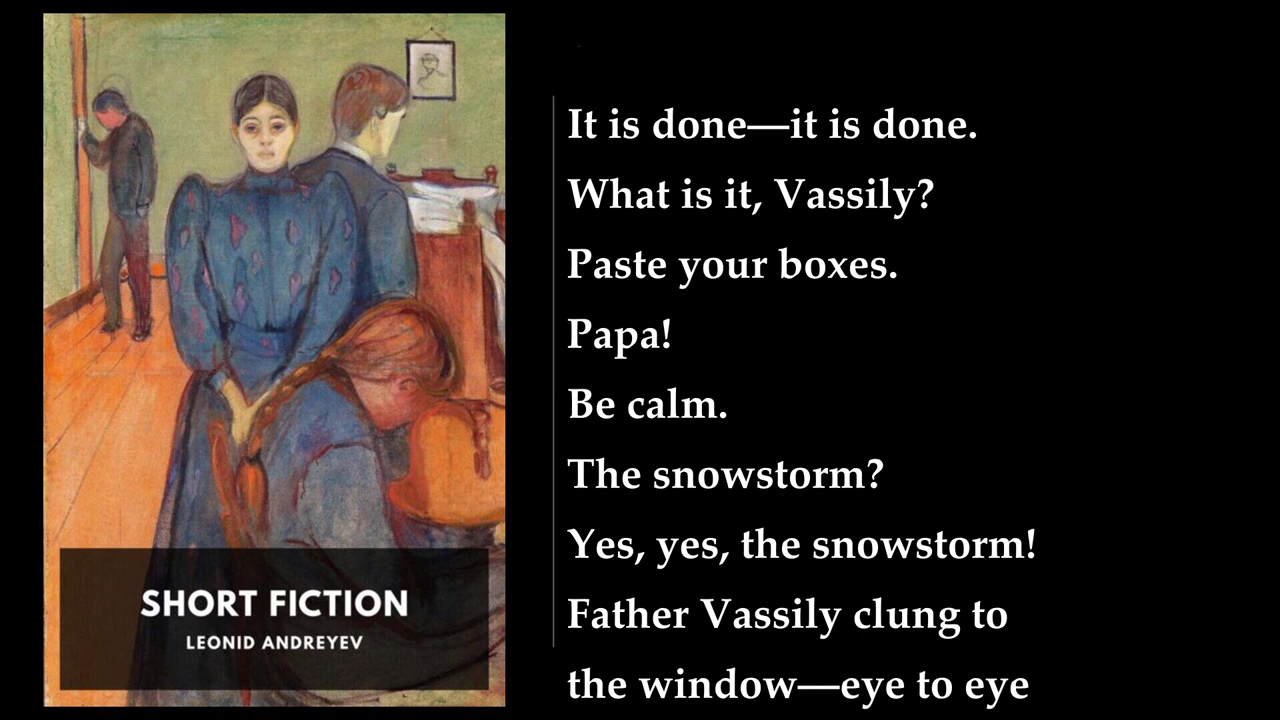 SHORT FICTION
LEONID ANDREYEV
It is done—it is done.
What is it, Vassily?
Paste your boxes.
Papa!
Be calm.
The snowstorm?
Yes, yes, the snowstorm!
Father Vassily clung to
the window—eye to eye